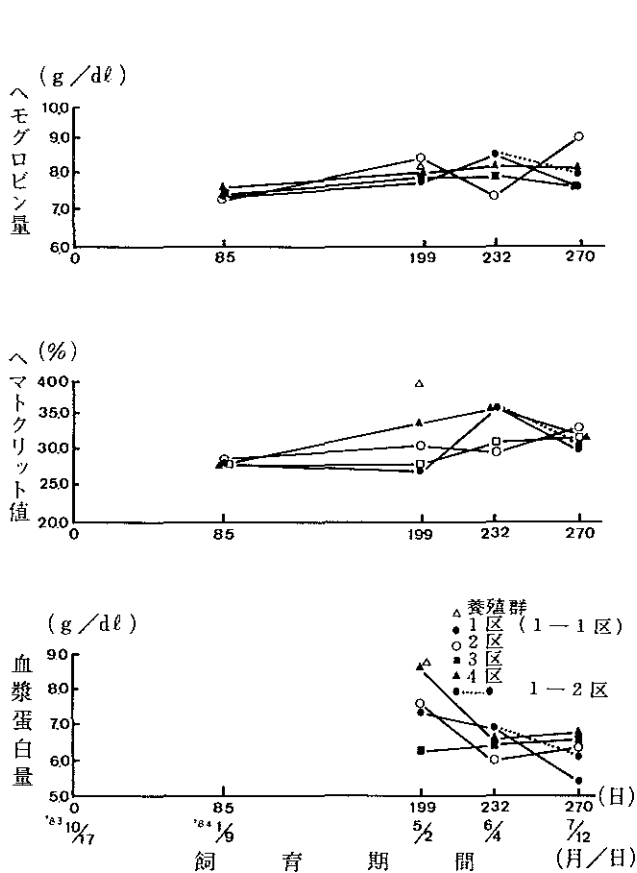 (g/dℓ)
ヘモグロビン量
10.0
9.0
8.0
7.0
6.0
0 85 199 232 270
(%)
ヘマトクリット値
40.0
35.0
30.0
25.0
20.0
0 85 199 232 270
(g/dℓ)
血漿蛋白量
9.0
8.0
7.0
6.0
5.0
△ 養殖群
● 1区 (1-1区)
○ 2区
■ 3区
▲ 4区
●……● 1-2区
0 85 199 232 270 (日)
'83 10/17 '84 1/9 5/2 6/4 7/12
飼育期間 (月/日)